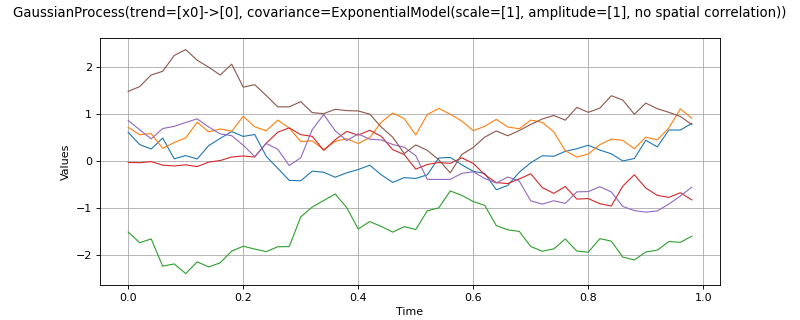 GaussianProcess(trend=[x0]->[0], covariance=ExponentialModel(scale=[1], amplitude=[1], no spatial correlation))
2
1
0
−1
−2
Values
0.0 0.2 0.4 0.6 0.8 1.0
Time